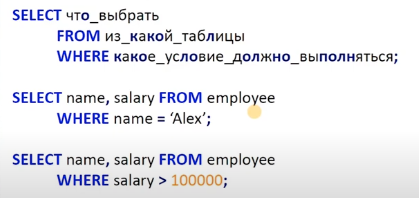 SELECT что_выбрать
FROM из_какой_таблицы
WHERE какое_условие_должно_выполняться;
SELECT name, salary FROM employee
WHERE name = ‘Alex’;
SELECT name, salary FROM employee
WHERE salary > 100000;